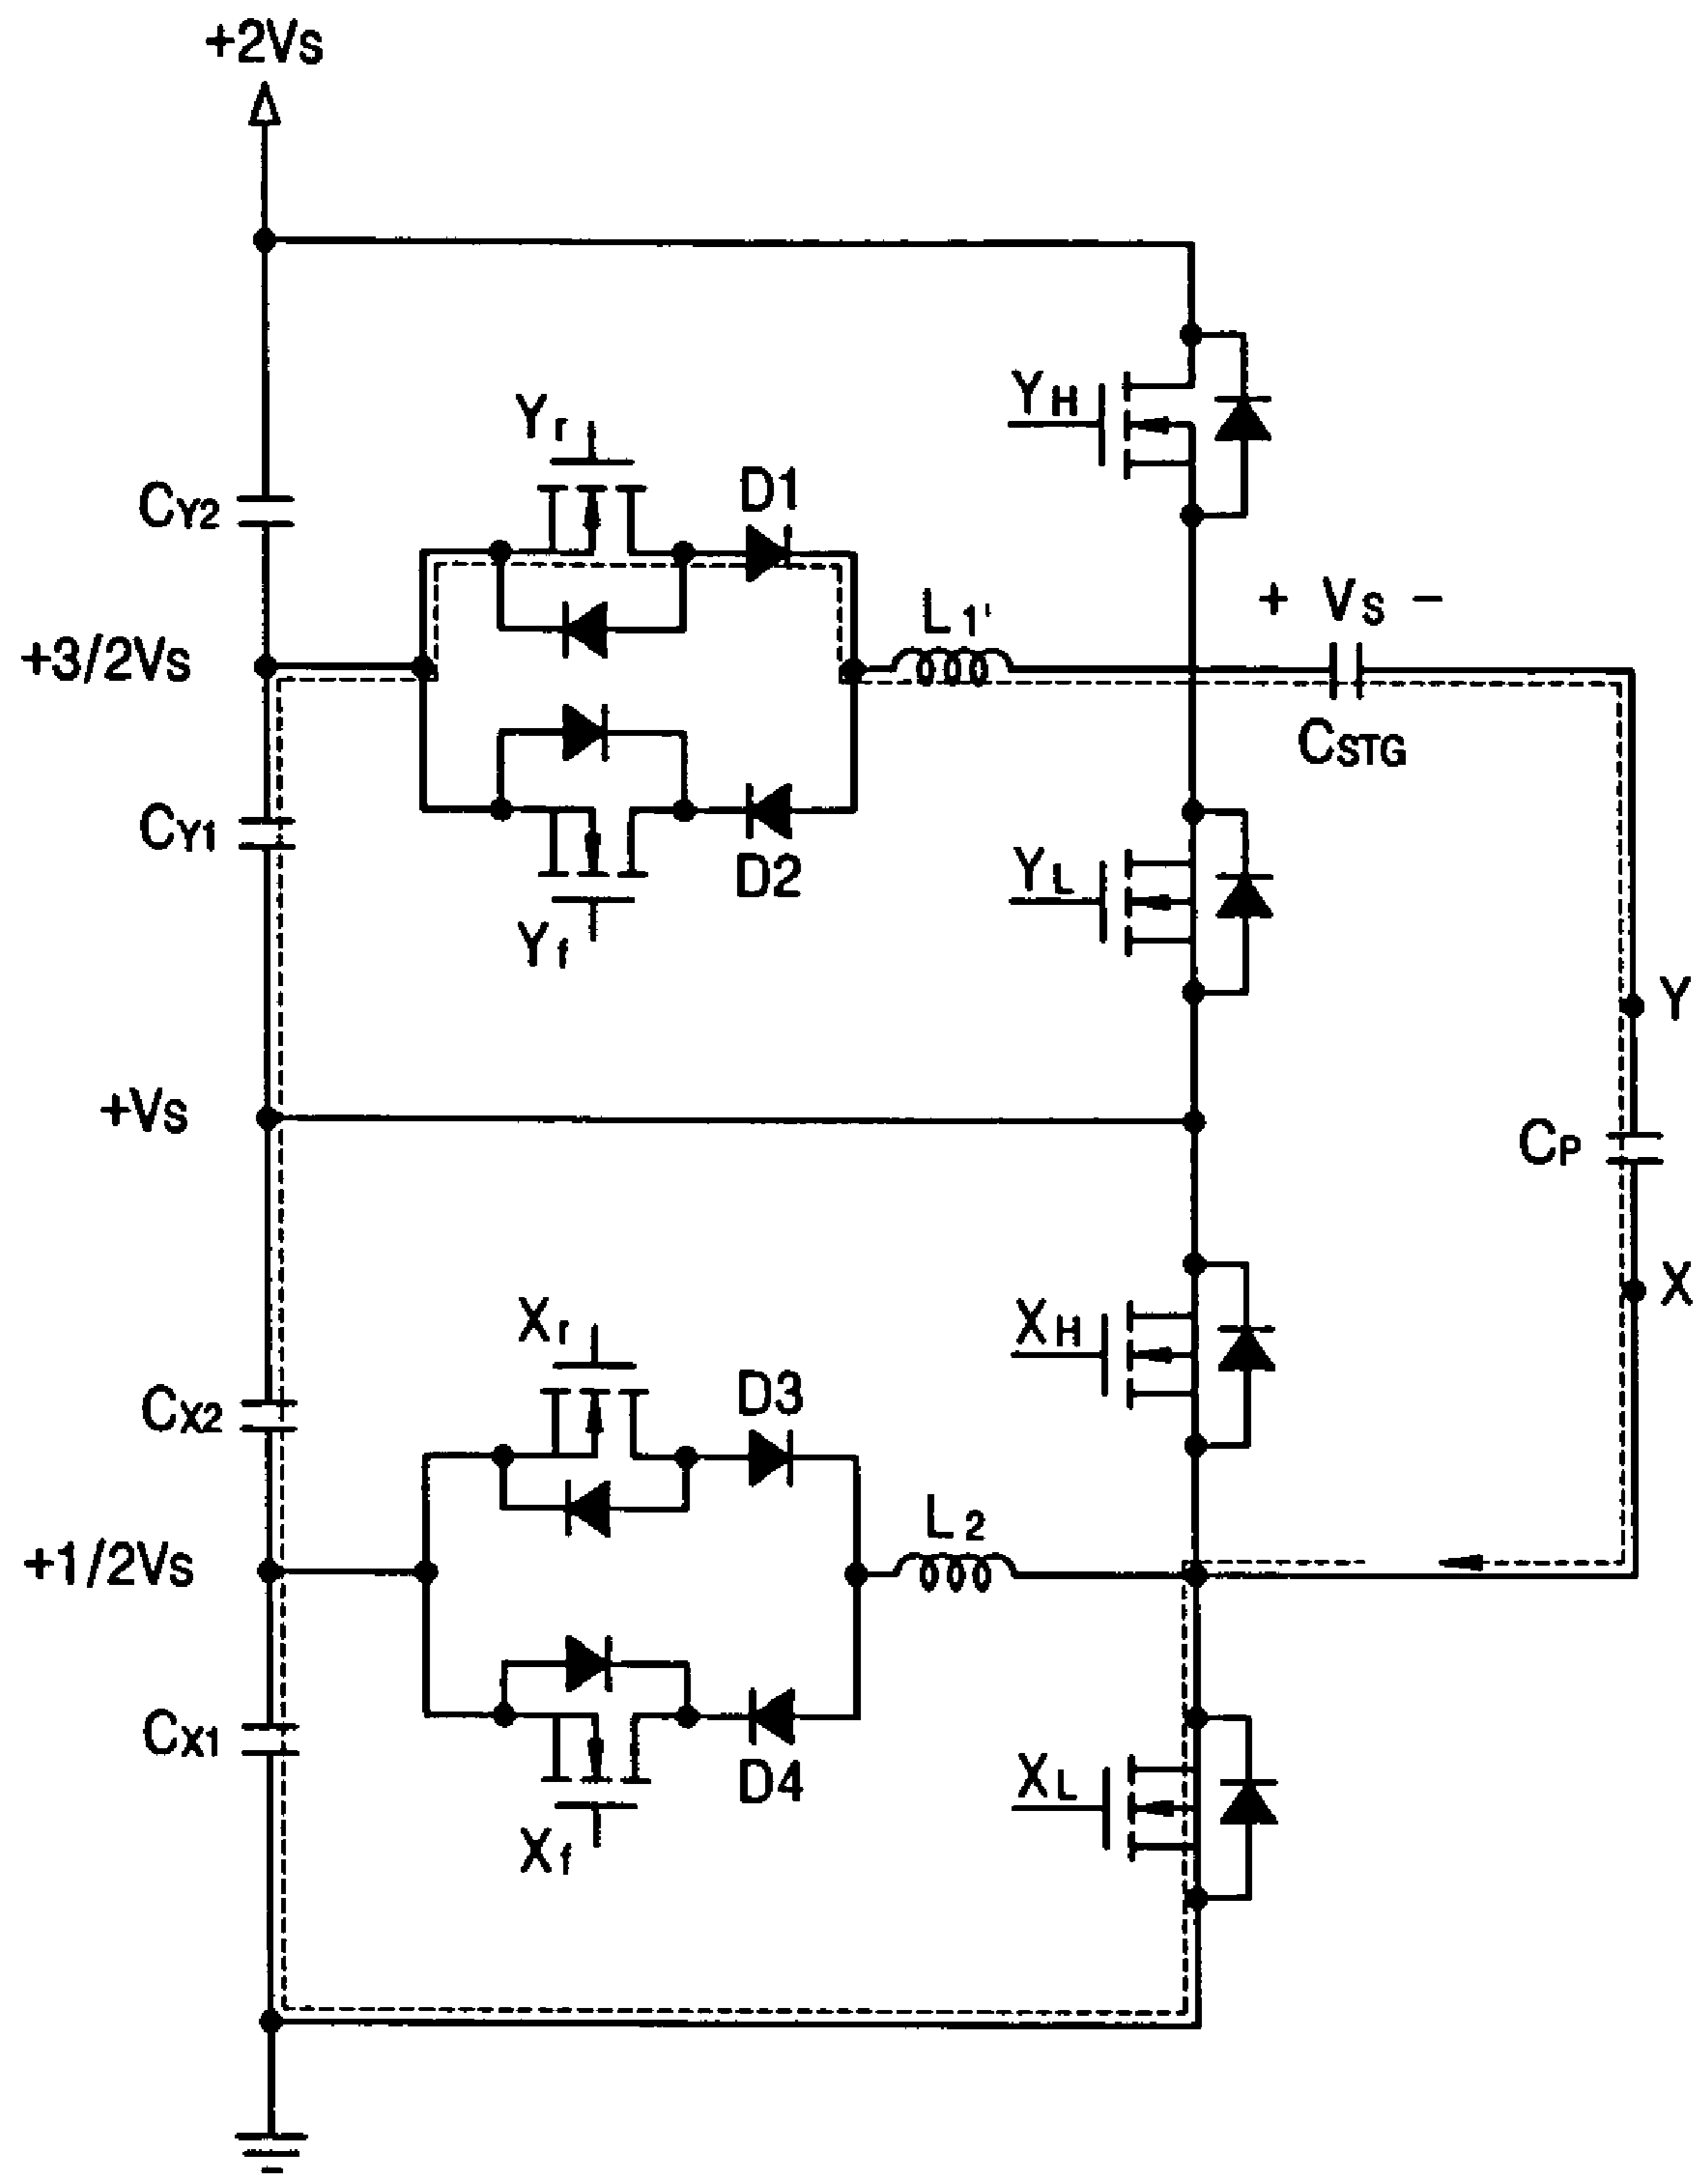 +2Vs
YH
Yr
D1
CY2
+ Vs −
L1'
+3/2Vs
CSTG
CY1
YL
D2
Yf
Y
+Vs
CP
X
Xr
XH
D3
CX2
L2
+1/2Vs
CX1
XL
D4
Xf